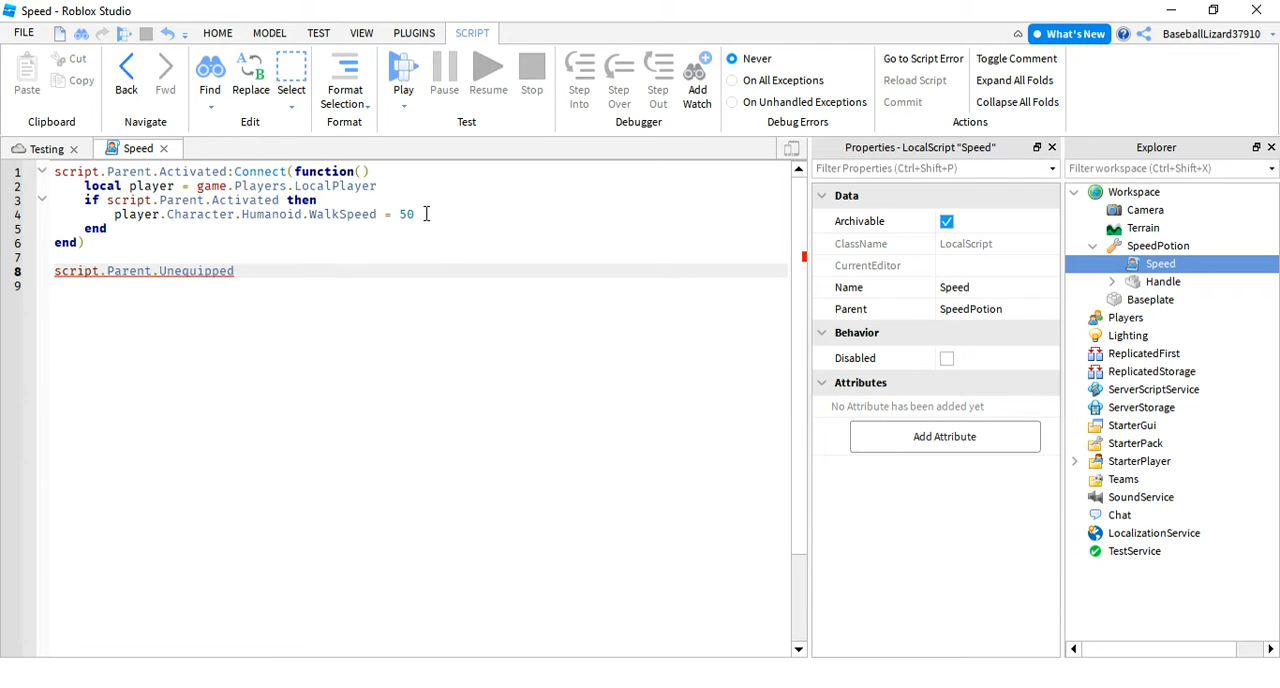 Speed - Roblox Studio
FILE HOME MODEL TEST VIEW PLUGINS SCRIPT What's New BaseballLizard37910
Paste Cut Copy Back Fwd Find Replace Select Format Selection Play Pause Resume Stop Step Into Step Over Step Out Add Watch
Never
On All Exceptions
On Unhandled Exceptions
Go to Script Error
Reload Script
Commit
Toggle Comment
Expand All Folds
Collapse All Folds
Clipboard Navigate Edit Format Test Debugger Debug Errors Actions
Testing Speed
1 script.Parent.Activated:Connect(function()
2 local player = game.Players.LocalPlayer
3 if script.Parent.Activated then
4 player.Character.Humanoid.WalkSpeed = 50
5 end
6 end)
7
8 script.Parent.Unequipped
9
Properties - LocalScript "Speed"
Filter Properties (Ctrl+Shift+P)
Data
Archivable
ClassName LocalScript
CurrentEditor
Name Speed
Parent SpeedPotion
Behavior
Disabled
Attributes
No Attribute has been added yet
Add Attribute
Explorer
Filter workspace (Ctrl+Shift+X)
Workspace
Camera
Terrain
SpeedPotion
Speed
Handle
Baseplate
Players
Lighting
ReplicatedFirst
ReplicatedStorage
ServerScriptService
ServerStorage
StarterGui
StarterPack
StarterPlayer
Teams
SoundService
Chat
LocalizationService
TestService